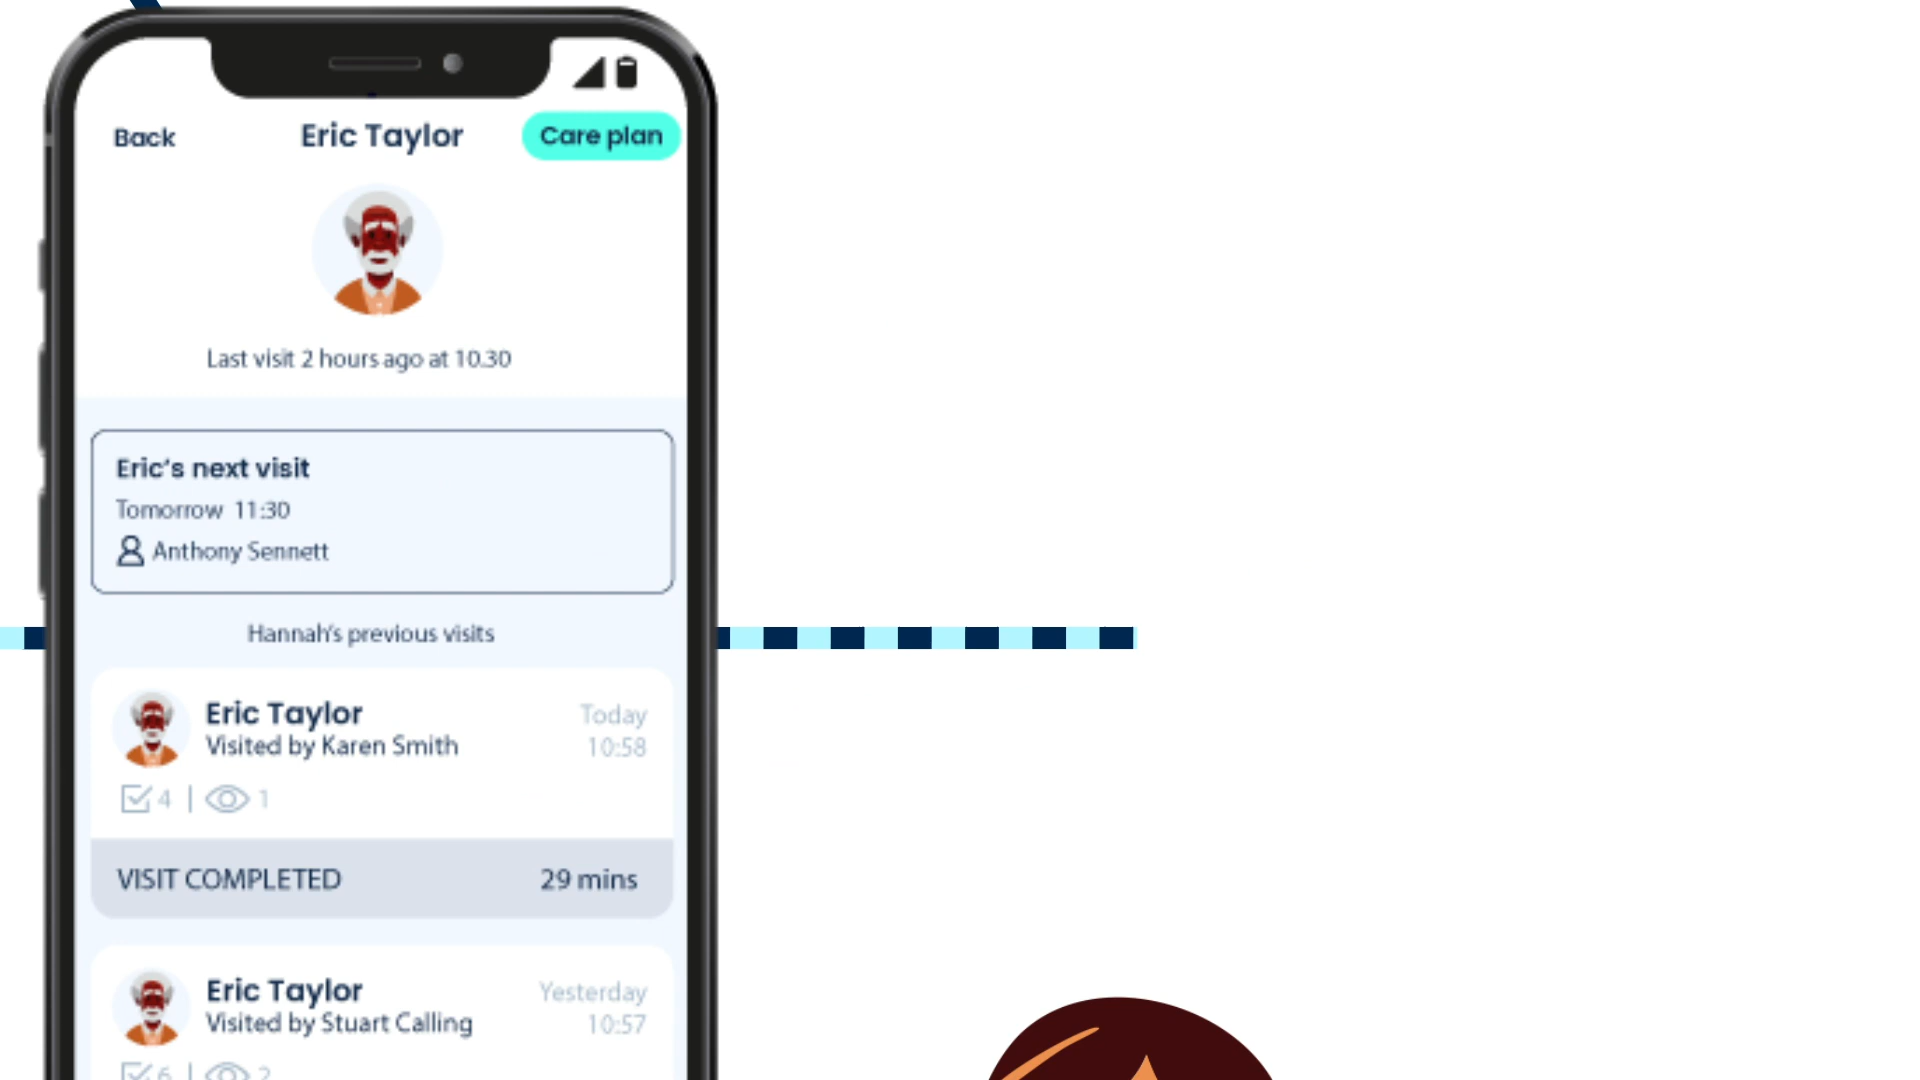 Back Eric Taylor Care plan
Last visit 2 hours ago at 10.30
Eric's next visit
Tomorrow 11:30
Anthony Sennett
Hannah's previous visits
Eric Taylor Today
Visited by Karen Smith 10:58
4 | 1
VISIT COMPLETED 29 mins
Eric Taylor Yesterday
Visited by Stuart Calling 10:57
6 | 2